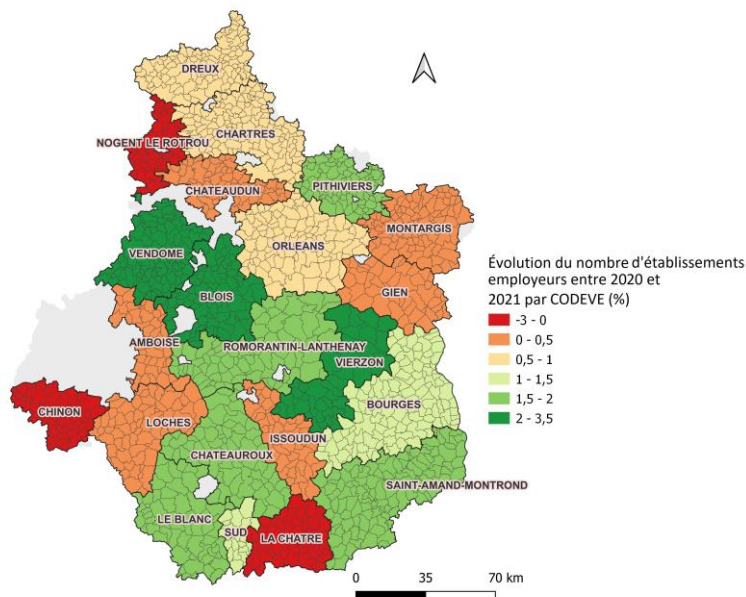 DREUX
CHARTRES
NOGENT LE ROTROU
CHATEAUDUN
PITHIVIERS
MONTARGIS
ORLEANS
VENDOME
BLOIS
GIEN
AMBOISE
ROMORANTIN-LANTHENAY
VIERZON
BOURGES
CHINON
LOCHES
ISSOUDUN
CHATEAUROUX
SAINT-AMAND-MONTROND
LE BLANC
SUD
LA CHATRE
Évolution du nombre d'établissements
employeurs entre 2020 et
2021 par CODEVE (%)
-3 - 0
0 - 0,5
0,5 - 1
1 - 1,5
1,5 - 2
2 - 3,5
0 35 70 km